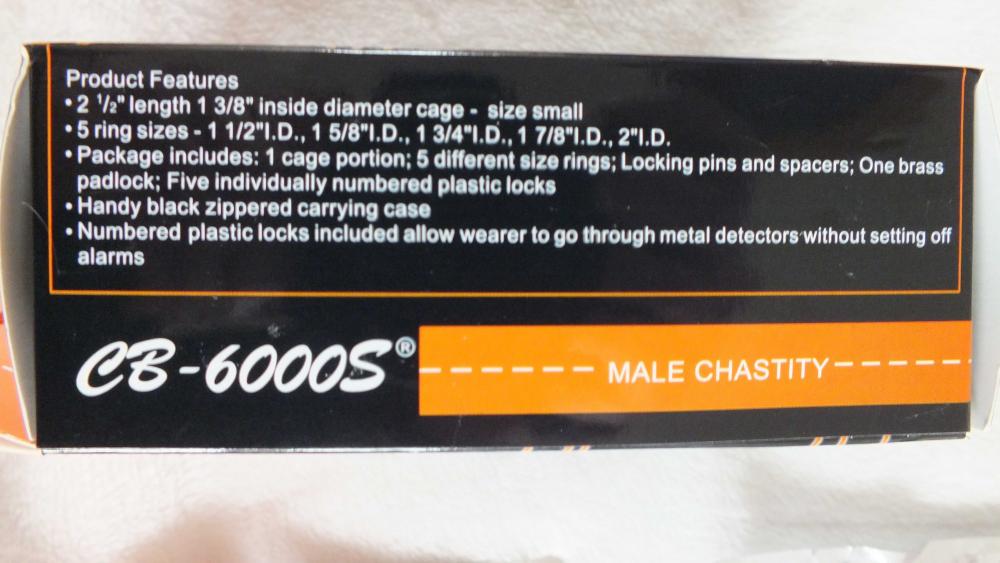 Product Features
• 2 1/2" length 1 3/8" inside diameter cage - size small
• 5 ring sizes - 1 1/2"I.D., 1 5/8"I.D., 1 3/4"I.D., 1 7/8"I.D., 2"I.D.
• Package includes: 1 cage portion; 5 different size rings; Locking pins and spacers; One brass
padlock; Five individually numbered plastic locks
• Handy black zippered carrying case
• Numbered plastic locks included allow wearer to go through metal detectors without setting off
alarms
CB-6000S®
MALE CHASTITY